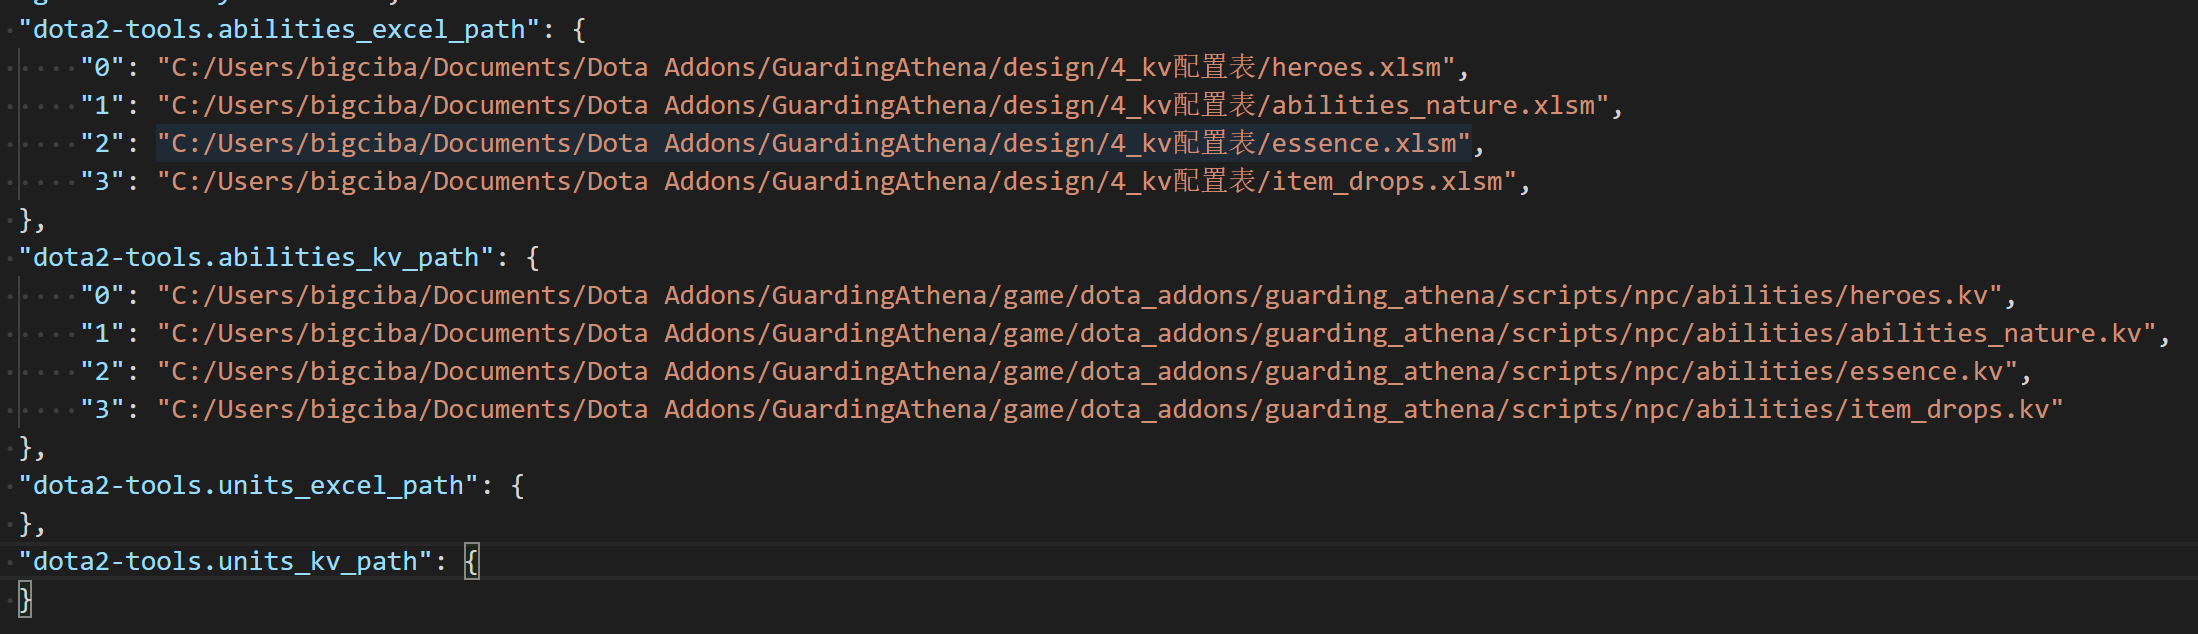 "dota2-tools.abilities_excel_path": {
"0": "C:/Users/bigciba/Documents/Dota Addons/GuardingAthena/design/4_kv配置表/heroes.xlsm",
"1": "C:/Users/bigciba/Documents/Dota Addons/GuardingAthena/design/4_kv配置表/abilities_nature.xlsm",
"2": "C:/Users/bigciba/Documents/Dota Addons/GuardingAthena/design/4_kv配置表/essence.xlsm",
"3": "C:/Users/bigciba/Documents/Dota Addons/GuardingAthena/design/4_kv配置表/item_drops.xlsm",
},
"dota2-tools.abilities_kv_path": {
"0": "C:/Users/bigciba/Documents/Dota Addons/GuardingAthena/game/dota_addons/guarding_athena/scripts/npc/abilities/heroes.kv",
"1": "C:/Users/bigciba/Documents/Dota Addons/GuardingAthena/game/dota_addons/guarding_athena/scripts/npc/abilities/abilities_nature.kv",
"2": "C:/Users/bigciba/Documents/Dota Addons/GuardingAthena/game/dota_addons/guarding_athena/scripts/npc/abilities/essence.kv",
"3": "C:/Users/bigciba/Documents/Dota Addons/GuardingAthena/game/dota_addons/guarding_athena/scripts/npc/abilities/item_drops.kv"
},
"dota2-tools.units_excel_path": {
},
"dota2-tools.units_kv_path": {
}